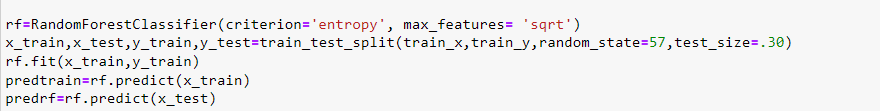 rf=RandomForestClassifier(criterion='entropy', max_features= 'sqrt')
x_train,x_test,y_train,y_test=train_test_split(train_x,train_y,random_state=57,test_size=.30)
rf.fit(x_train,y_train)
predtrain=rf.predict(x_train)
predrf=rf.predict(x_test)